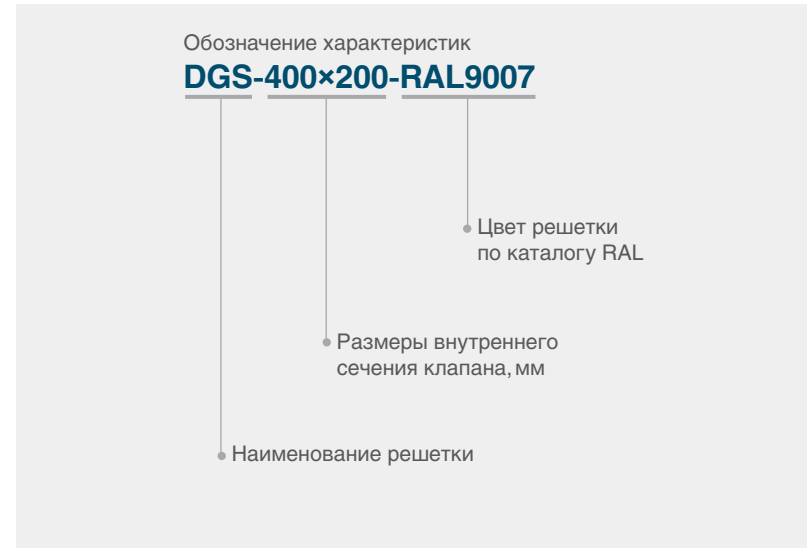 Обозначение характеристик
DGS-400×200-RAL9007
Цвет решетки
по каталогу RAL
Размеры внутреннего
сечения клапана, мм
Наименование решетки